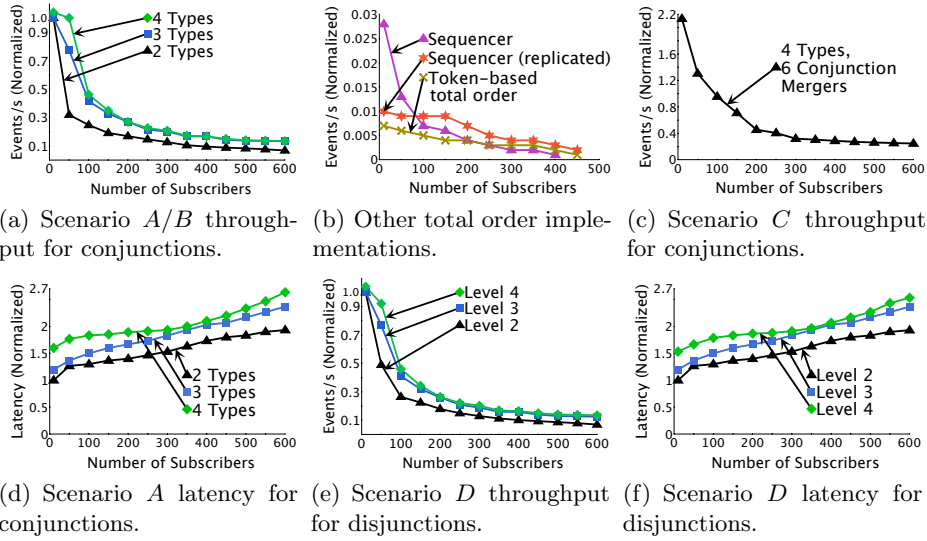 Events/s (Normalized)
1.0
0.9
0.7
0.5
0.3
0.1
4 Types
3 Types
2 Types
0 100 200 300 400 500 600
Number of Subscribers
(a) Scenario A/B through-
put for conjunctions.
Events/s (Normalized)
0.03
0.025
0.02
0.015
0.01
0.005
0
Sequencer
Sequencer (replicated)
Token-based
total order
0 100 200 300 400 500
Number of Subscribers
(b) Other total order imple-
mentations.
Events/s (Normalized)
2.2
1.6
1.2
0.8
0.4
0
4 Types,
6 Conjunction
Mergers
0 100 200 300 400 500 600
Number of Subscribers
(c) Scenario C throughput
for conjunctions.
Latency (Normalized)
2.7
2
1.5
1
0.5
0
2 Types
3 Types
4 Types
0 100 200 300 400 500 600
Number of Subscribers
(d) Scenario A latency for
conjunctions.
Events/s (Normalized)
1.0
0.9
0.7
0.5
0.3
0.1
Level 4
Level 3
Level 2
0 100 200 300 400 500 600
Number of Subscribers
(e) Scenario D throughput
for disjunctions.
Latency (Normalized)
2.7
2
1.5
1
0.5
0
Level 2
Level 3
Level 4
0 100 200 300 400 500 600
Number of Subscribers
(f) Scenario D latency for
disjunctions.